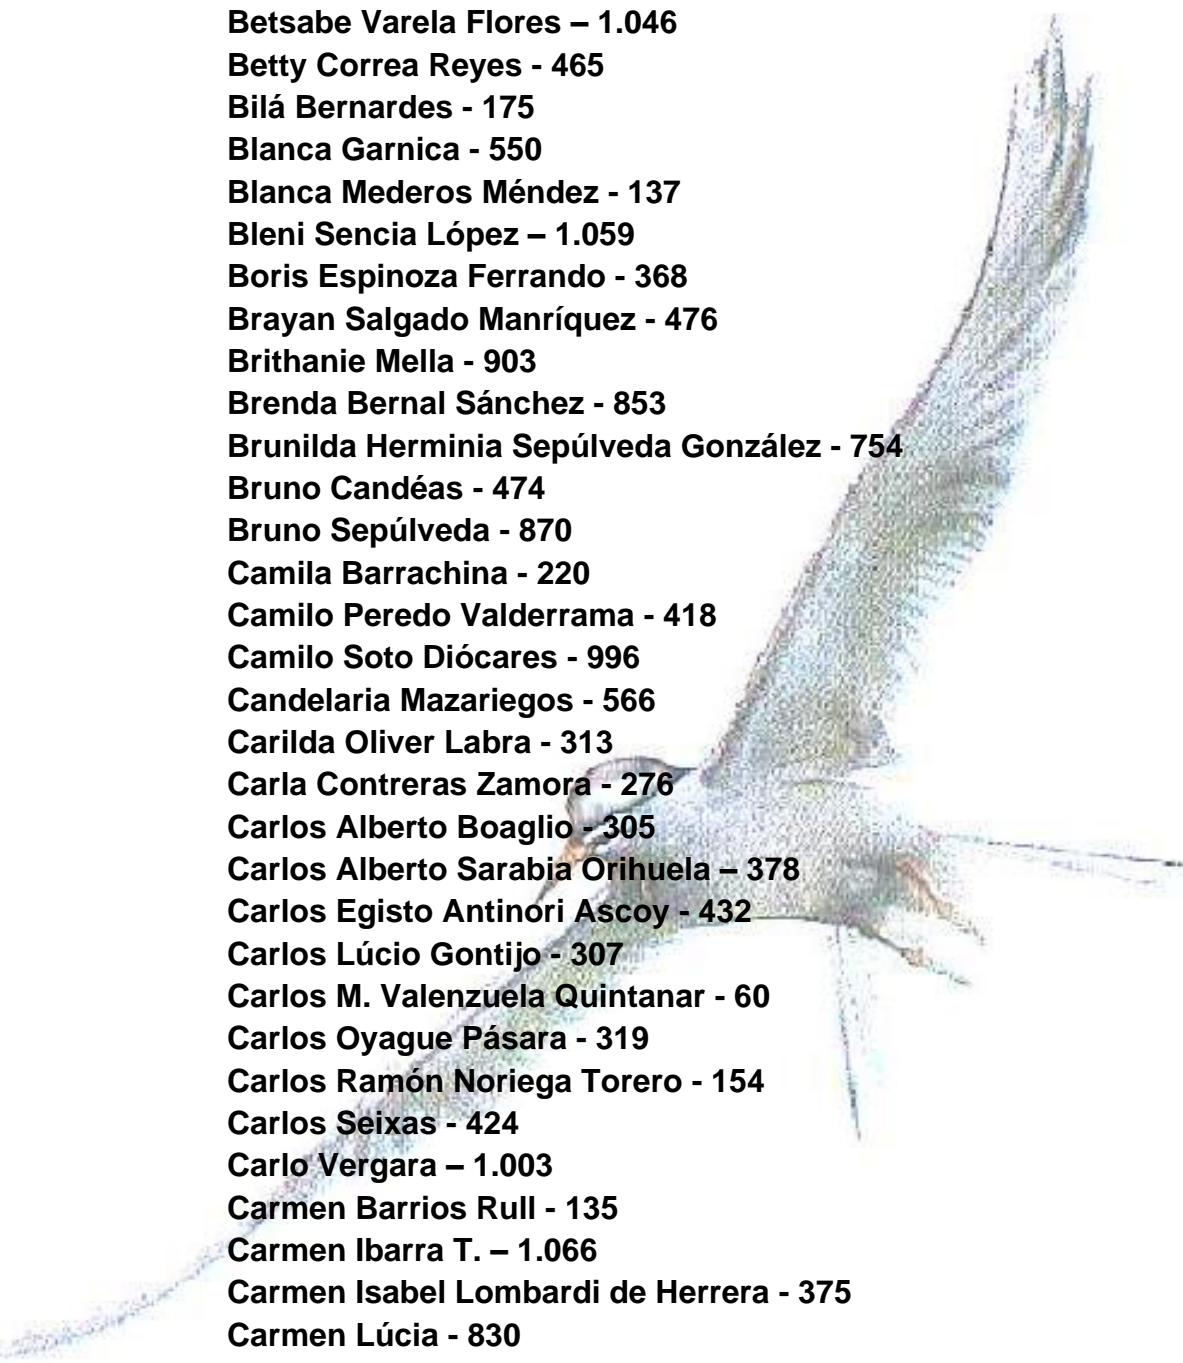 Betsabe Varela Flores – 1.046
Betty Correa Reyes - 465
Bilá Bernardes - 175
Blanca Garnica - 550
Blanca Mederos Méndez - 137
Bleni Sencia López – 1.059
Boris Espinoza Ferrando - 368
Brayan Salgado Manríquez - 476
Brithanie Mella - 903
Brenda Bernal Sánchez - 853
Brunilda Herminia Sepúlveda González - 754
Bruno Candéas - 474
Bruno Sepúlveda - 870
Camila Barrachina - 220
Camilo Peredo Valderrama - 418
Camilo Soto Diócares - 996
Candelaria Mazariegos - 566
Carilda Oliver Labra - 313
Carla Contreras Zamora - 276
Carlos Alberto Boaglio - 305
Carlos Alberto Sarabia Orihuela – 378
Carlos Egisto Antinori Ascoy - 432
Carlos Lúcio Gontijo - 307
Carlos M. Valenzuela Quintanar - 60
Carlos Oyague Pásara - 319
Carlos Ramón Noriega Torero - 154
Carlos Seixas - 424
Carlo Vergara – 1.003
Carmen Barrios Rull - 135
Carmen Ibarra T. – 1.066
Carmen Isabel Lombardi de Herrera - 375
Carmen Lúcia - 830